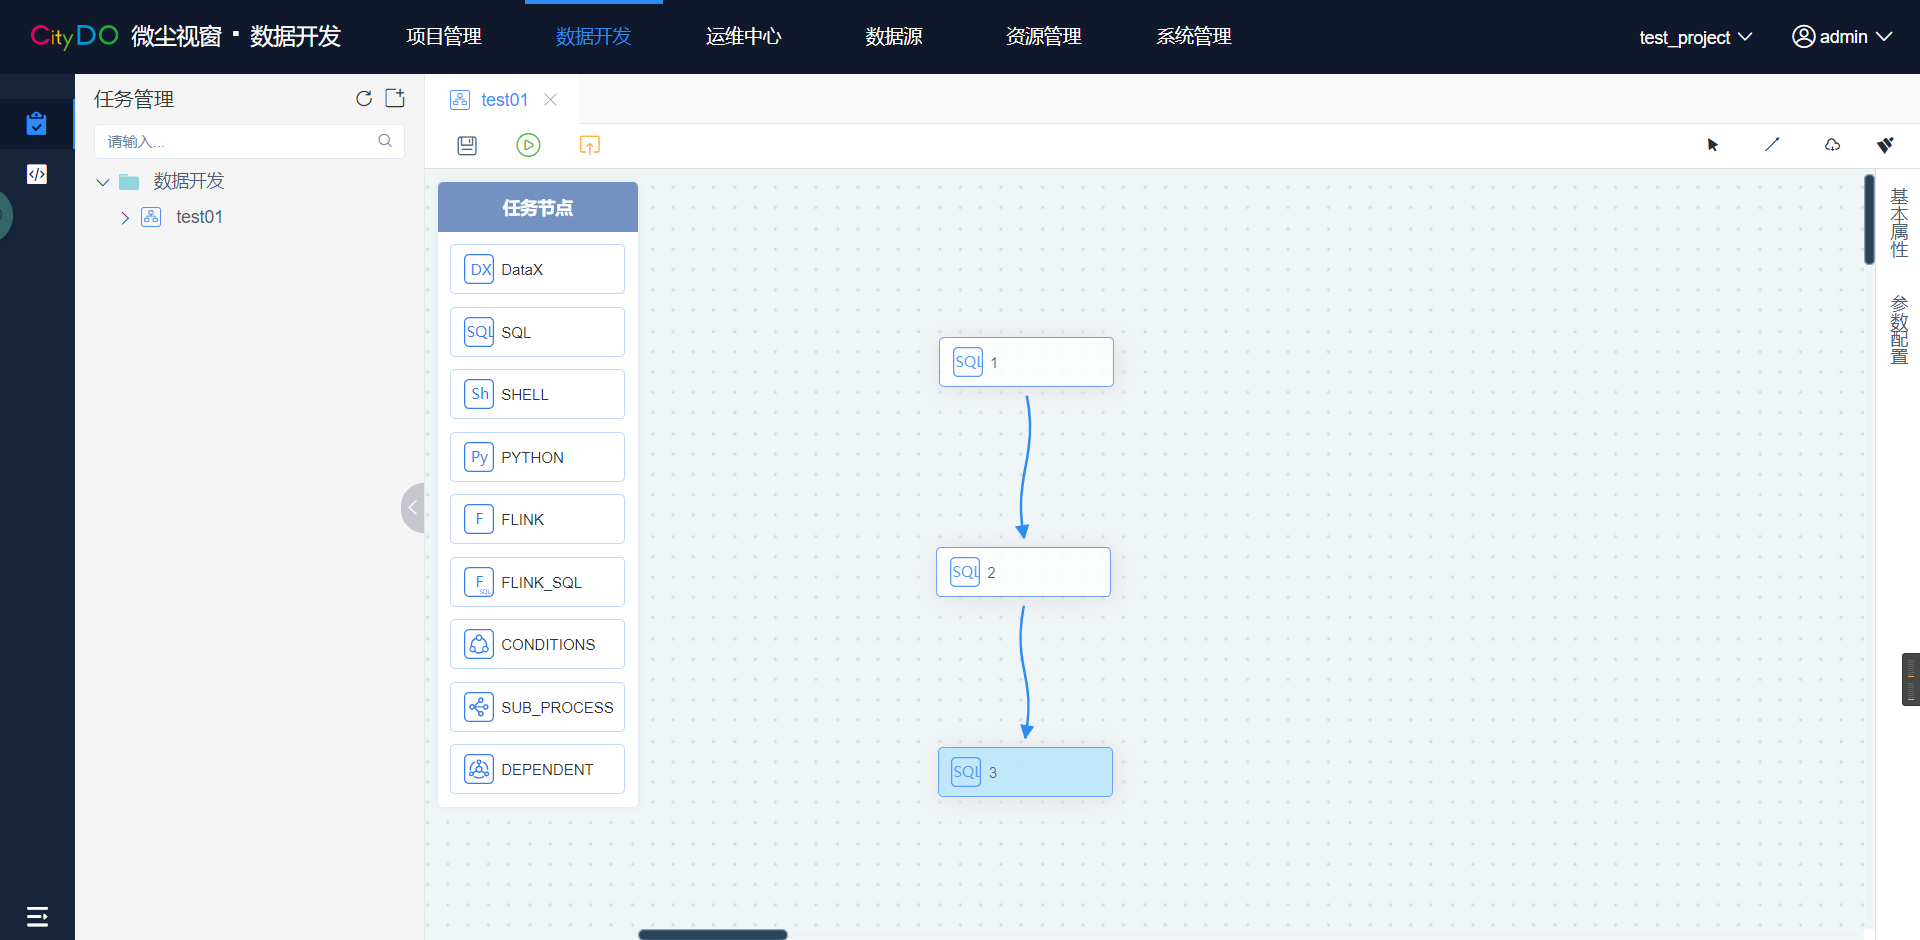 CityDO 微尘视窗·数据开发
项目管理
数据开发
运维中心
数据源
资源管理
系统管理
test_project
admin
任务管理
请输入...
数据开发
test01
test01
任务节点
DX DataX
SQL SQL
Sh SHELL
Py PYTHON
F FLINK
F SQL FLINK_SQL
CONDITIONS
SUB_PROCESS
DEPENDENT
SQL 1
SQL 2
SQL 3
基本属性
参数配置